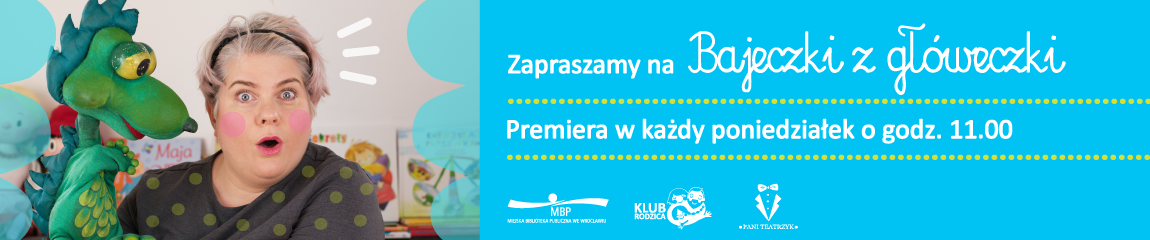 Zapraszamy na Bajeczki z główeczki
Premiera w każdy poniedziałek o godz. 11.00
Maja
MBP
MIEJSKA BIBLIOTEKA PUBLICZNA WE WROCŁAWIU
KLUB
RODZICA
PANI TEATRZYK